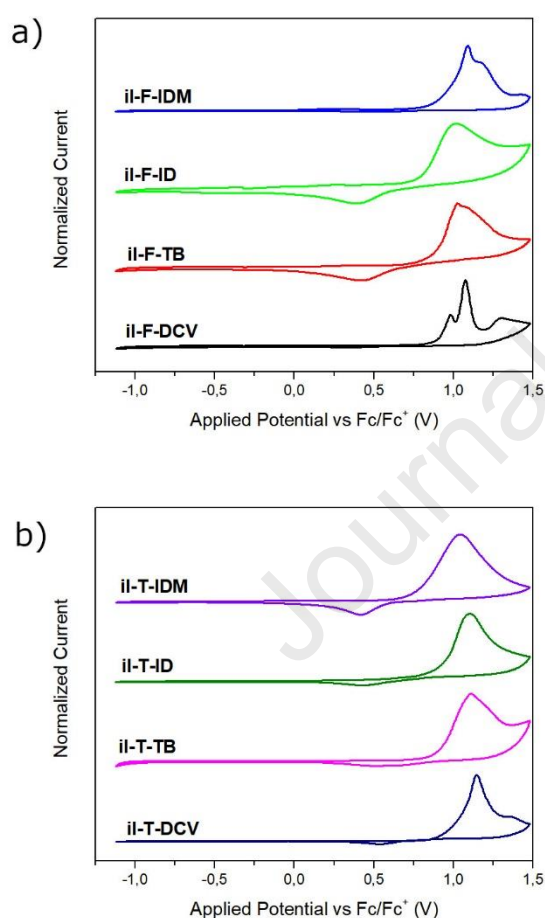 a)
Normalized Current
il-F-IDM
il-F-ID
il-F-TB
il-F-DCV
-1,0 -0,5 0,0 0,5 1,0 1,5
Applied Potential vs Fc/Fc⁺ (V)
Journal
b)
Normalized Current
il-T-IDM
il-T-ID
il-T-TB
il-T-DCV
-1,0 -0,5 0,0 0,5 1,0 1,5
Applied Potential vs Fc/Fc⁺ (V)